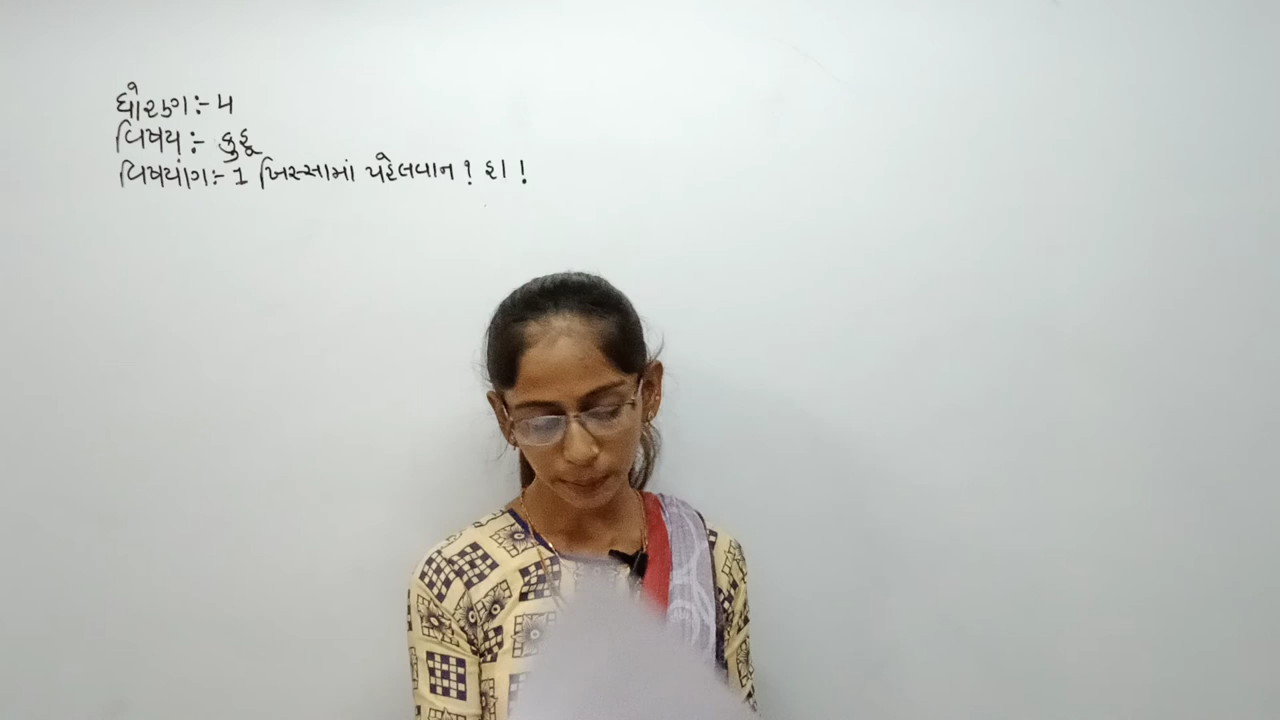 ધોરણ:- ૫
વિષય:- કુહૂ
વિષયાંગ:- 1 ખિસ્સામાં પહેલવાન ? હા !